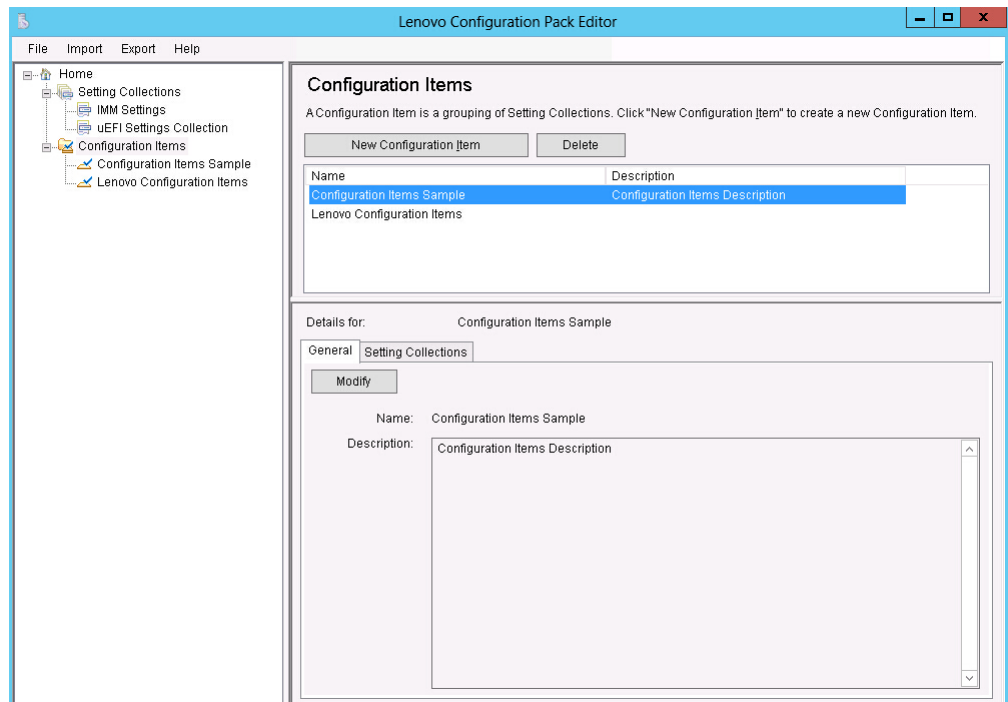 Lenovo Configuration Pack Editor
File Import Export Help
Home
Setting Collections
IMM Settings
uEFI Settings Collection
Configuration Items
Configuration Items Sample
Lenovo Configuration Items
Configuration Items
A Configuration Item is a grouping of Setting Collections. Click "New Configuration Item" to create a new Configuration Item.
New Configuration Item Delete
Name Description
Configuration Items Sample Configuration Items Description
Lenovo Configuration Items
Details for: Configuration Items Sample
General Setting Collections
Modify
Name: Configuration Items Sample
Description: Configuration Items Description